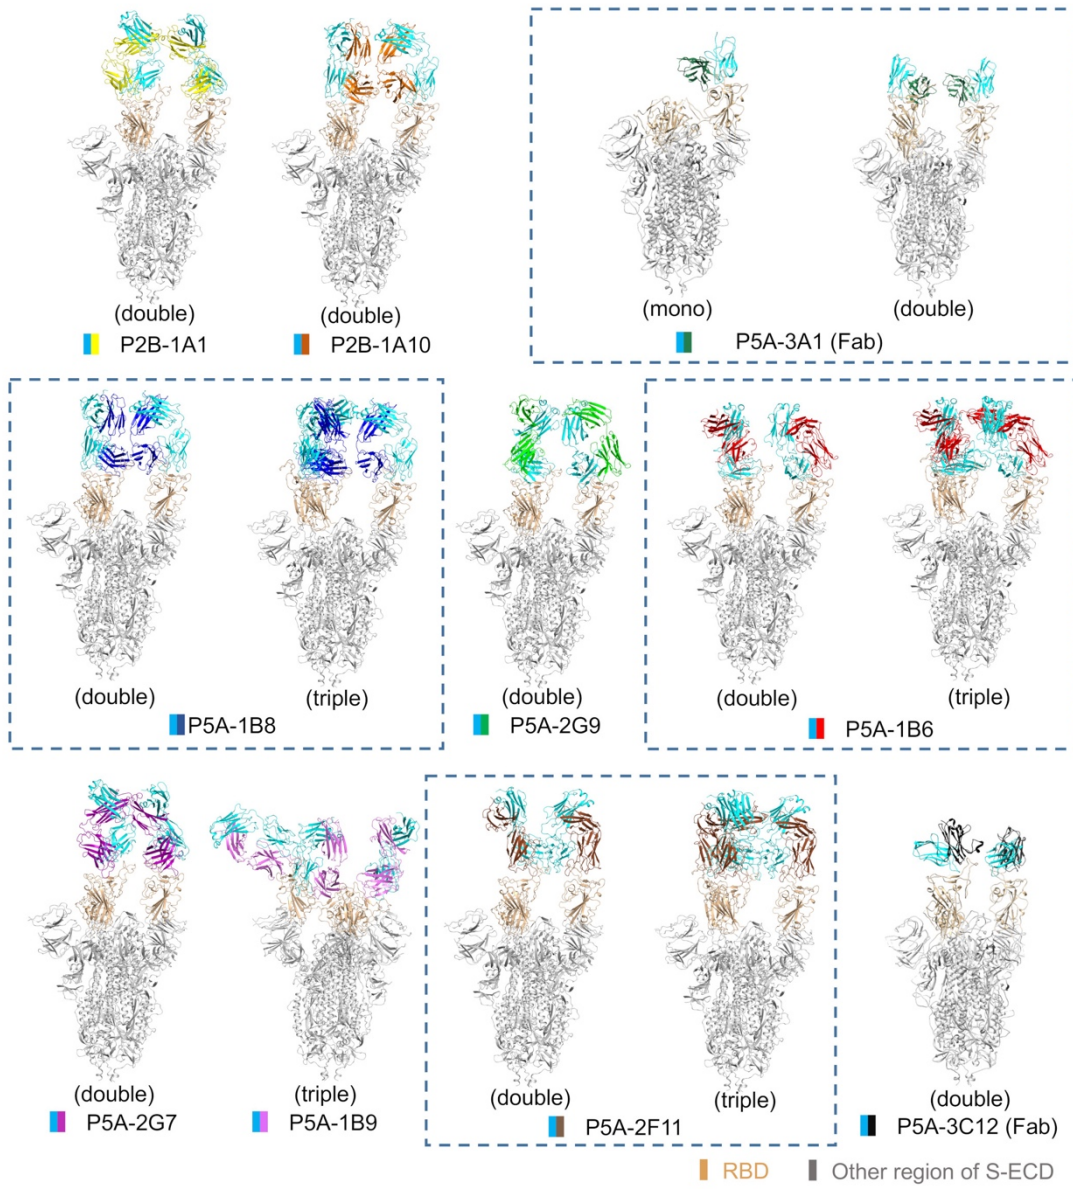 (double)
(double)
(mono)
(double)
P2B-1A1
P2B-1A10
P5A-3A1 (Fab)
(double)
(triple)
(double)
(double)
(triple)
P5A-1B8
P5A-2G9
P5A-1B6
(double)
(triple)
(double)
(triple)
(double)
P5A-2G7
P5A-1B9
P5A-2F11
P5A-3C12 (Fab)
RBD
Other region of S-ECD